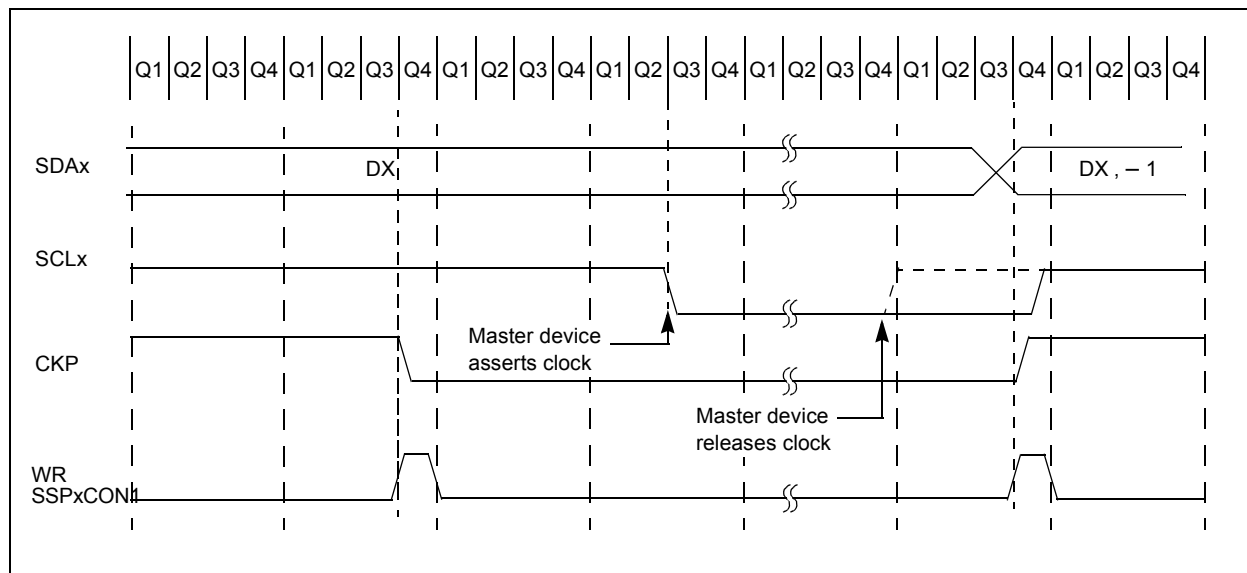 Q1 Q2 Q3 Q4 Q1 Q2 Q3 Q4 Q1 Q2 Q3 Q4 Q1 Q2 Q3 Q4 Q1 Q2 Q3 Q4 Q1 Q2 Q3 Q4 Q1 Q2 Q3 Q4
SDAx
DX
DX , – 1
SCLx
Master device
asserts clock
CKP
Master device
releases clock
WR
SSPxCON1